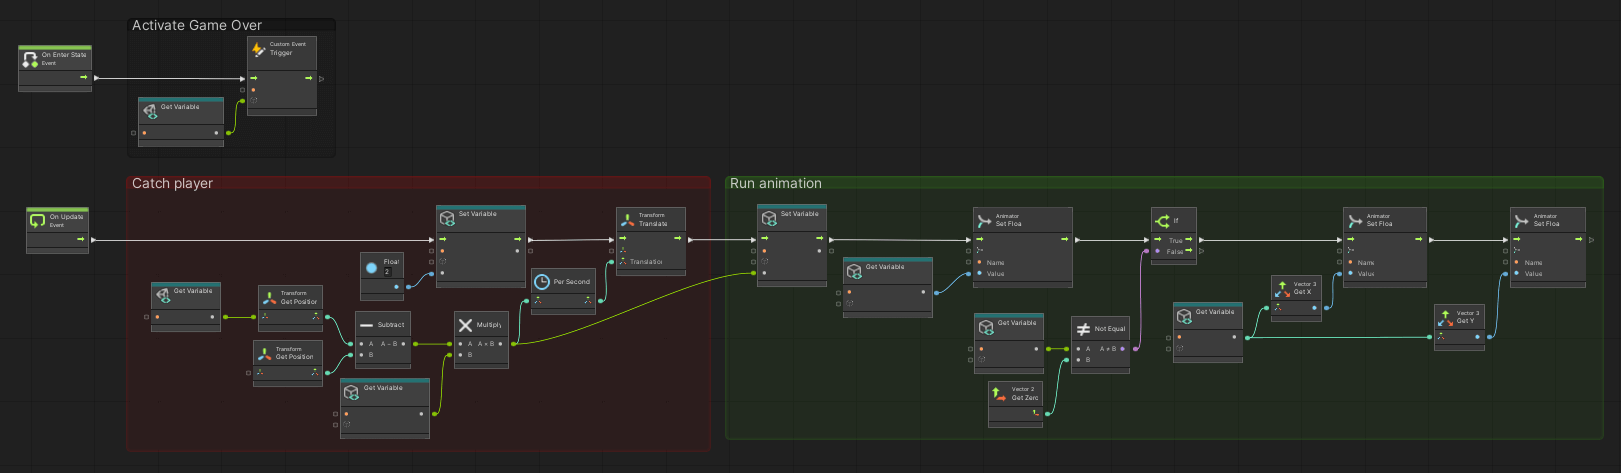 Activate Game Over
On Enter State
Event
Custom Event
Trigger
Get Variable
Catch player
Run animation
On Update
Event
Set Variable
Transform
Translate
Translation
Float
2
Per Second
Get Variable
Transform
Get Position
Subtract
A A − B
B
Multiply
A A × B
B
Transform
Get Position
Get Variable
Set Variable
Get Variable
Animator
Set Floa
Name
Value
If
True
False
Get Variable
Not Equal
A A ≠ B
B
Vector 2
Get Zero
Get Variable
Vector 3
Get X
Animator
Set Floa
Name
Value
Vector 3
Get Y
Animator
Set Floa
Name
Value